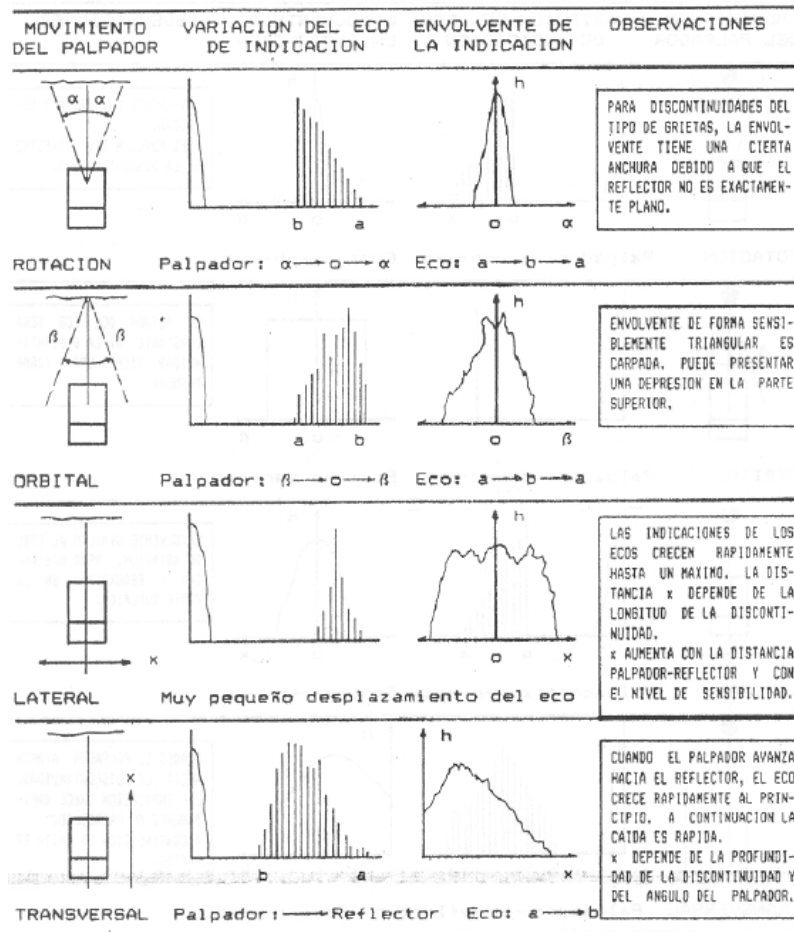 MOVIMIENTO DEL PALPADOR
VARIACION DEL ECO DE INDICACION
ENVOLVENTE DE LA INDICACION
OBSERVACIONES
α α
b a
h
o α
PARA DISCONTINUIDADES DEL
TIPO DE GRIETAS, LA ENVOL-
VENTE TIENE UNA CIERTA
ANCHURA DEBIDO A QUE EL
REFLECTOR NO ES EXACTAMEN-
TE PLANO.
ROTACION Palpador: α→o→α Eco: a→b→a
ß ß
a b
h
o ß
ENVOLVENTE DE FORMA SENSI-
BLEMENTE TRIANGULAR ES
CARPADA. PUEDE PRESENTAR
UNA DEPRESION EN LA PARTE
SUPERIOR.
ORBITAL Palpador: ß→o→ß Eco: a→b→a
x
h
o x
LAS INDICACIONES DE LOS
ECOS CRECEN RAPIDAMENTE
HASTA UN MAXIMO. LA DIS-
TANCIA x DEPENDE DE LA
LONGITUD DE LA DISCONTI-
NUIDAD.
x AUMENTA CON LA DISTANCIA
PALPADOR-REFLECTOR Y CON
EL NIVEL DE SENSIBILIDAD.
LATERAL Muy pequeño desplazamiento del eco
x
b a
h
x
CUANDO EL PALPADOR AVANZA
HACIA EL REFLECTOR, EL ECO
CRECE RAPIDAMENTE AL PRIN-
CIPIO. A CONTINUACION LA
CAIDA ES RAPIDA.
x DEPENDE DE LA PROFUNDI-
DAD DE LA DISCONTINUIDAD Y
DEL ANGULO DEL PALPADOR.
TRANSVERSAL Palpador:→Reflector Eco: a→b